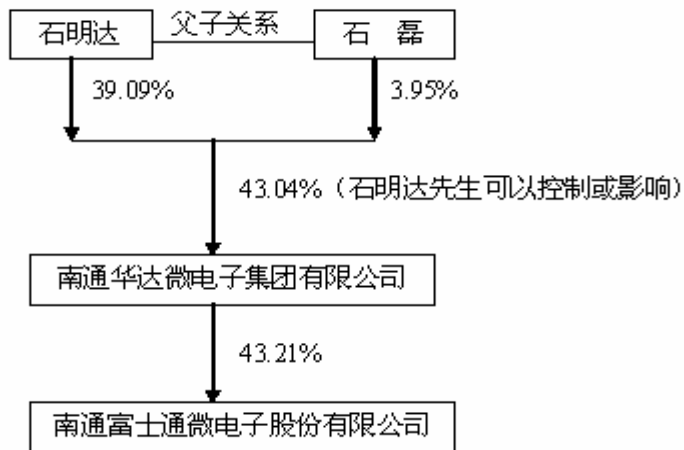 石明达 父子关系 石 磊
39.09% 3.95%
43.04%（石明达先生可以控制或影响）
南通华达微电子集团有限公司
43.21%
南通富士通微电子股份有限公司